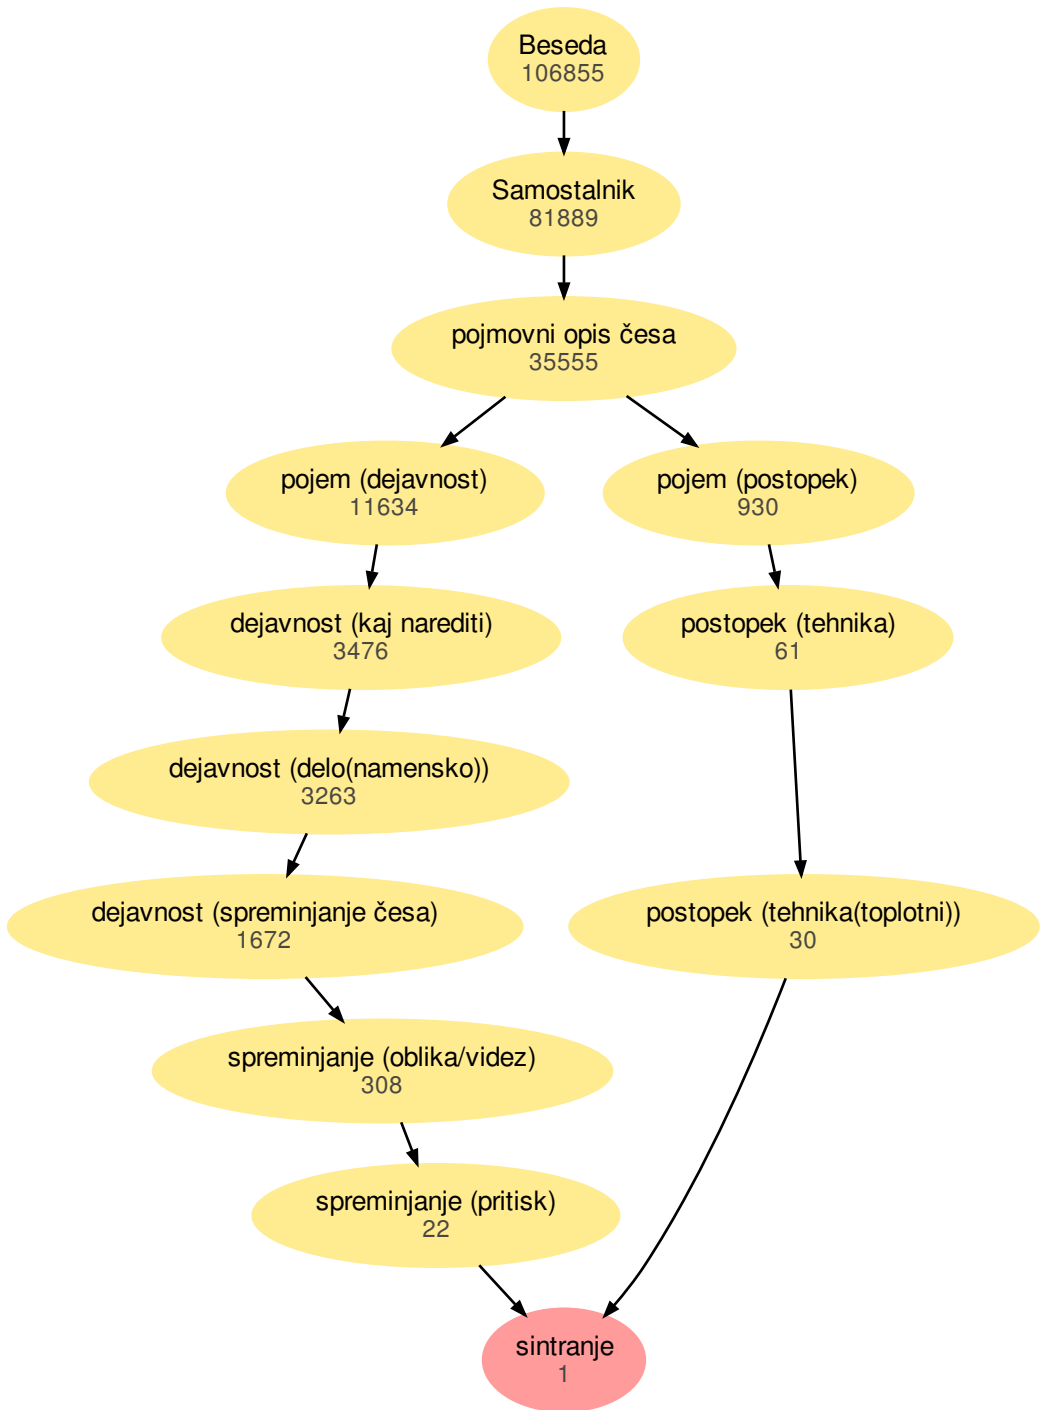 Beseda
106855
Samostalnik
81889
pojmovni opis česa
35555
pojem (dejavnost)
11634
pojem (postopek)
930
dejavnost (kaj narediti)
3476
postopek (tehnika)
61
dejavnost (delo(namensko))
3263
dejavnost (spreminjanje česa)
1672
postopek (tehnika(toplotni))
30
spreminjanje (oblika/videz)
308
spreminjanje (pritisk)
22
sintranje
1